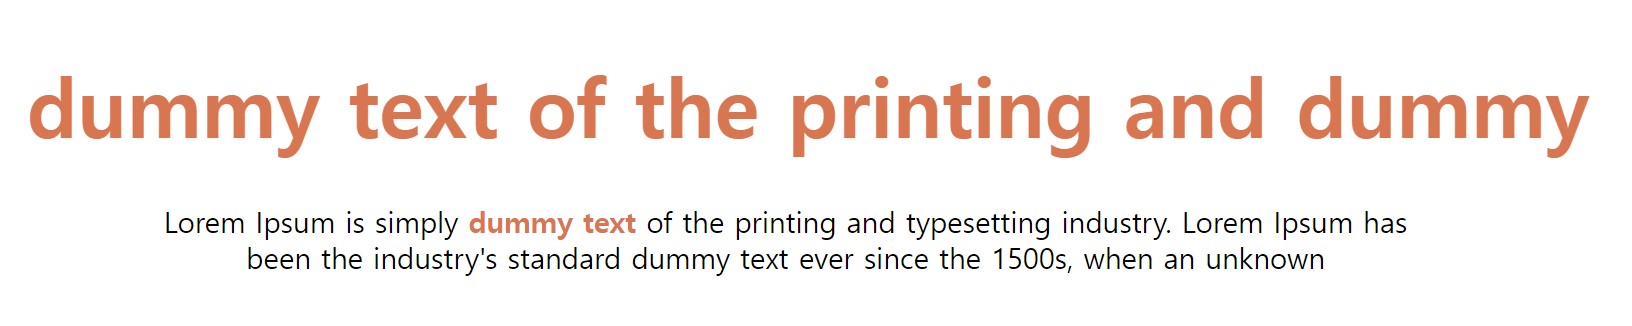 dummy text of the printing and dummy
Lorem Ipsum is simply dummy text of the printing and typesetting industry. Lorem Ipsum has
been the industry's standard dummy text ever since the 1500s, when an unknown